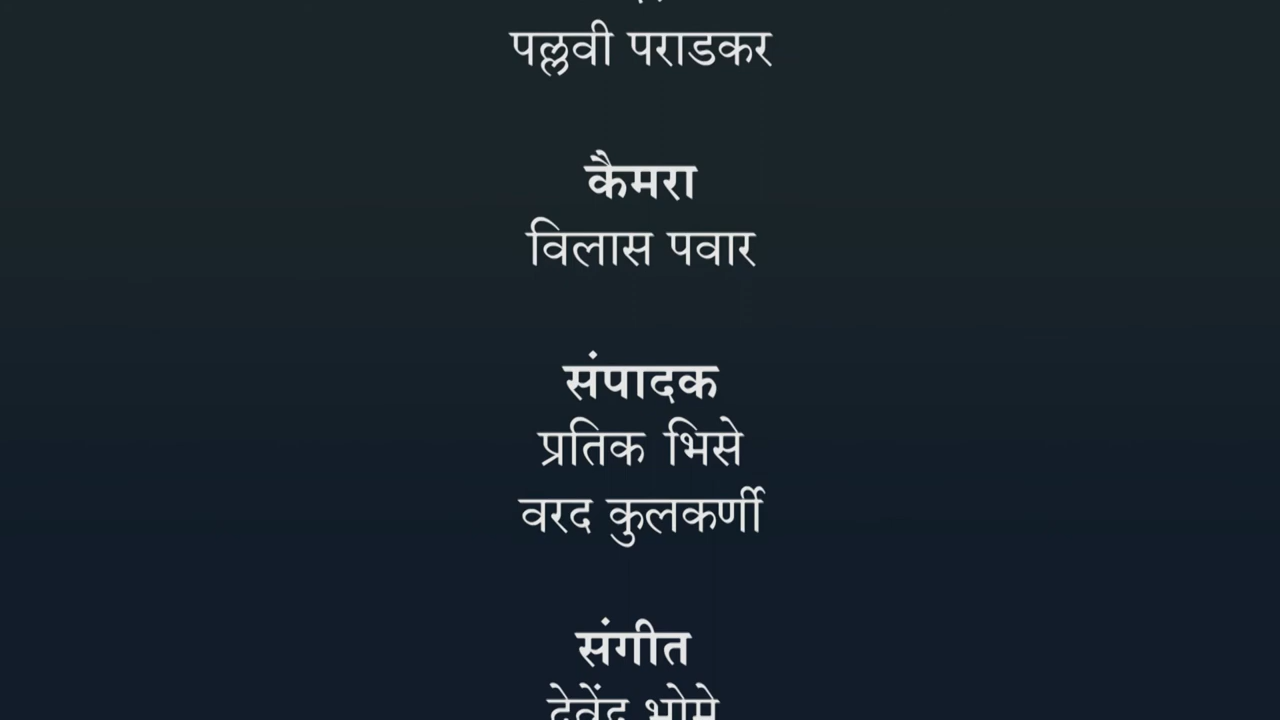 पल्लवी पराडकर
कैमरा
विलास पवार
संपादक
प्रतिक भिसे
वरद कुलकर्णी
संगीत